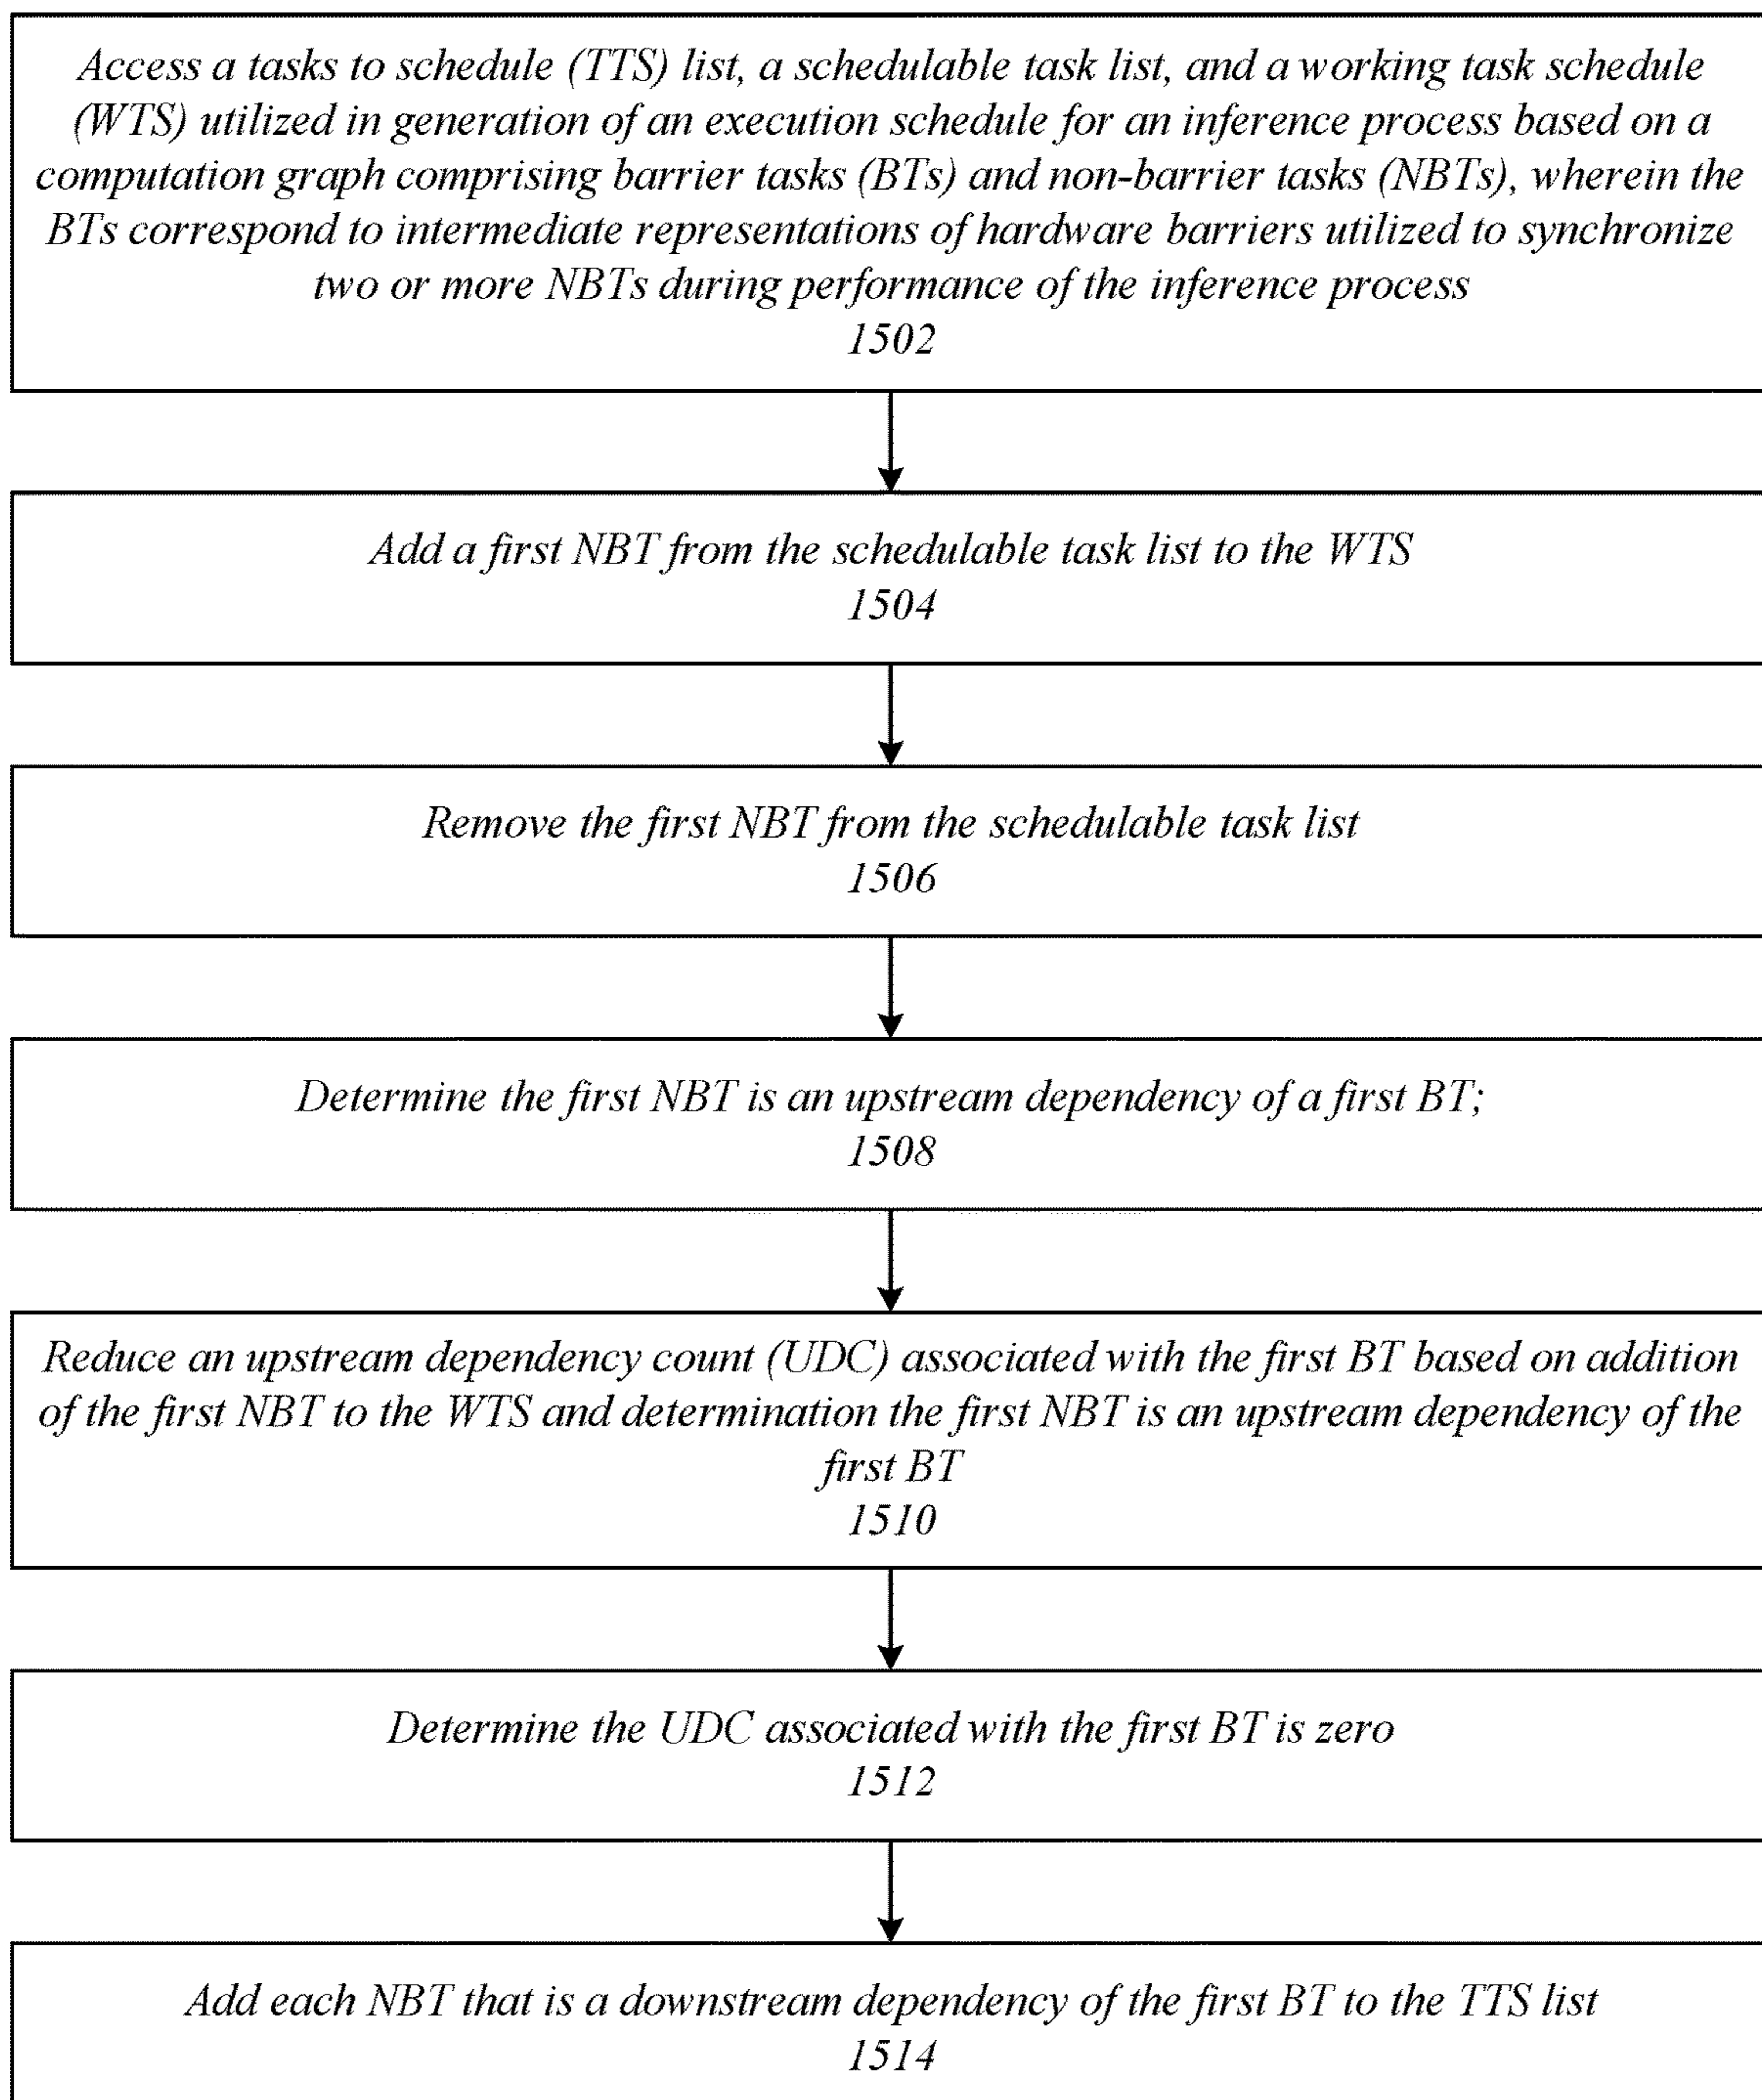 Access a tasks to schedule (TTS) list, a schedulable task list, and a working task schedule
(WTS) utilized in generation of an execution schedule for an inference process based on a
computation graph comprising barrier tasks (BTs) and non-barrier tasks (NBTs), wherein the
BTs correspond to intermediate representations of hardware barriers utilized to synchronize
two or more NBTs during performance of the inference process
1502
Add a first NBT from the schedulable task list to the WTS
1504
Remove the first NBT from the schedulable task list
1506
Determine the first NBT is an upstream dependency of a first BT;
1508
Reduce an upstream dependency count (UDC) associated with the first BT based on addition
of the first NBT to the WTS and determination the first NBT is an upstream dependency of the
first BT
1510
Determine the UDC associated with the first BT is zero
1512
Add each NBT that is a downstream dependency of the first BT to the TTS list
1514